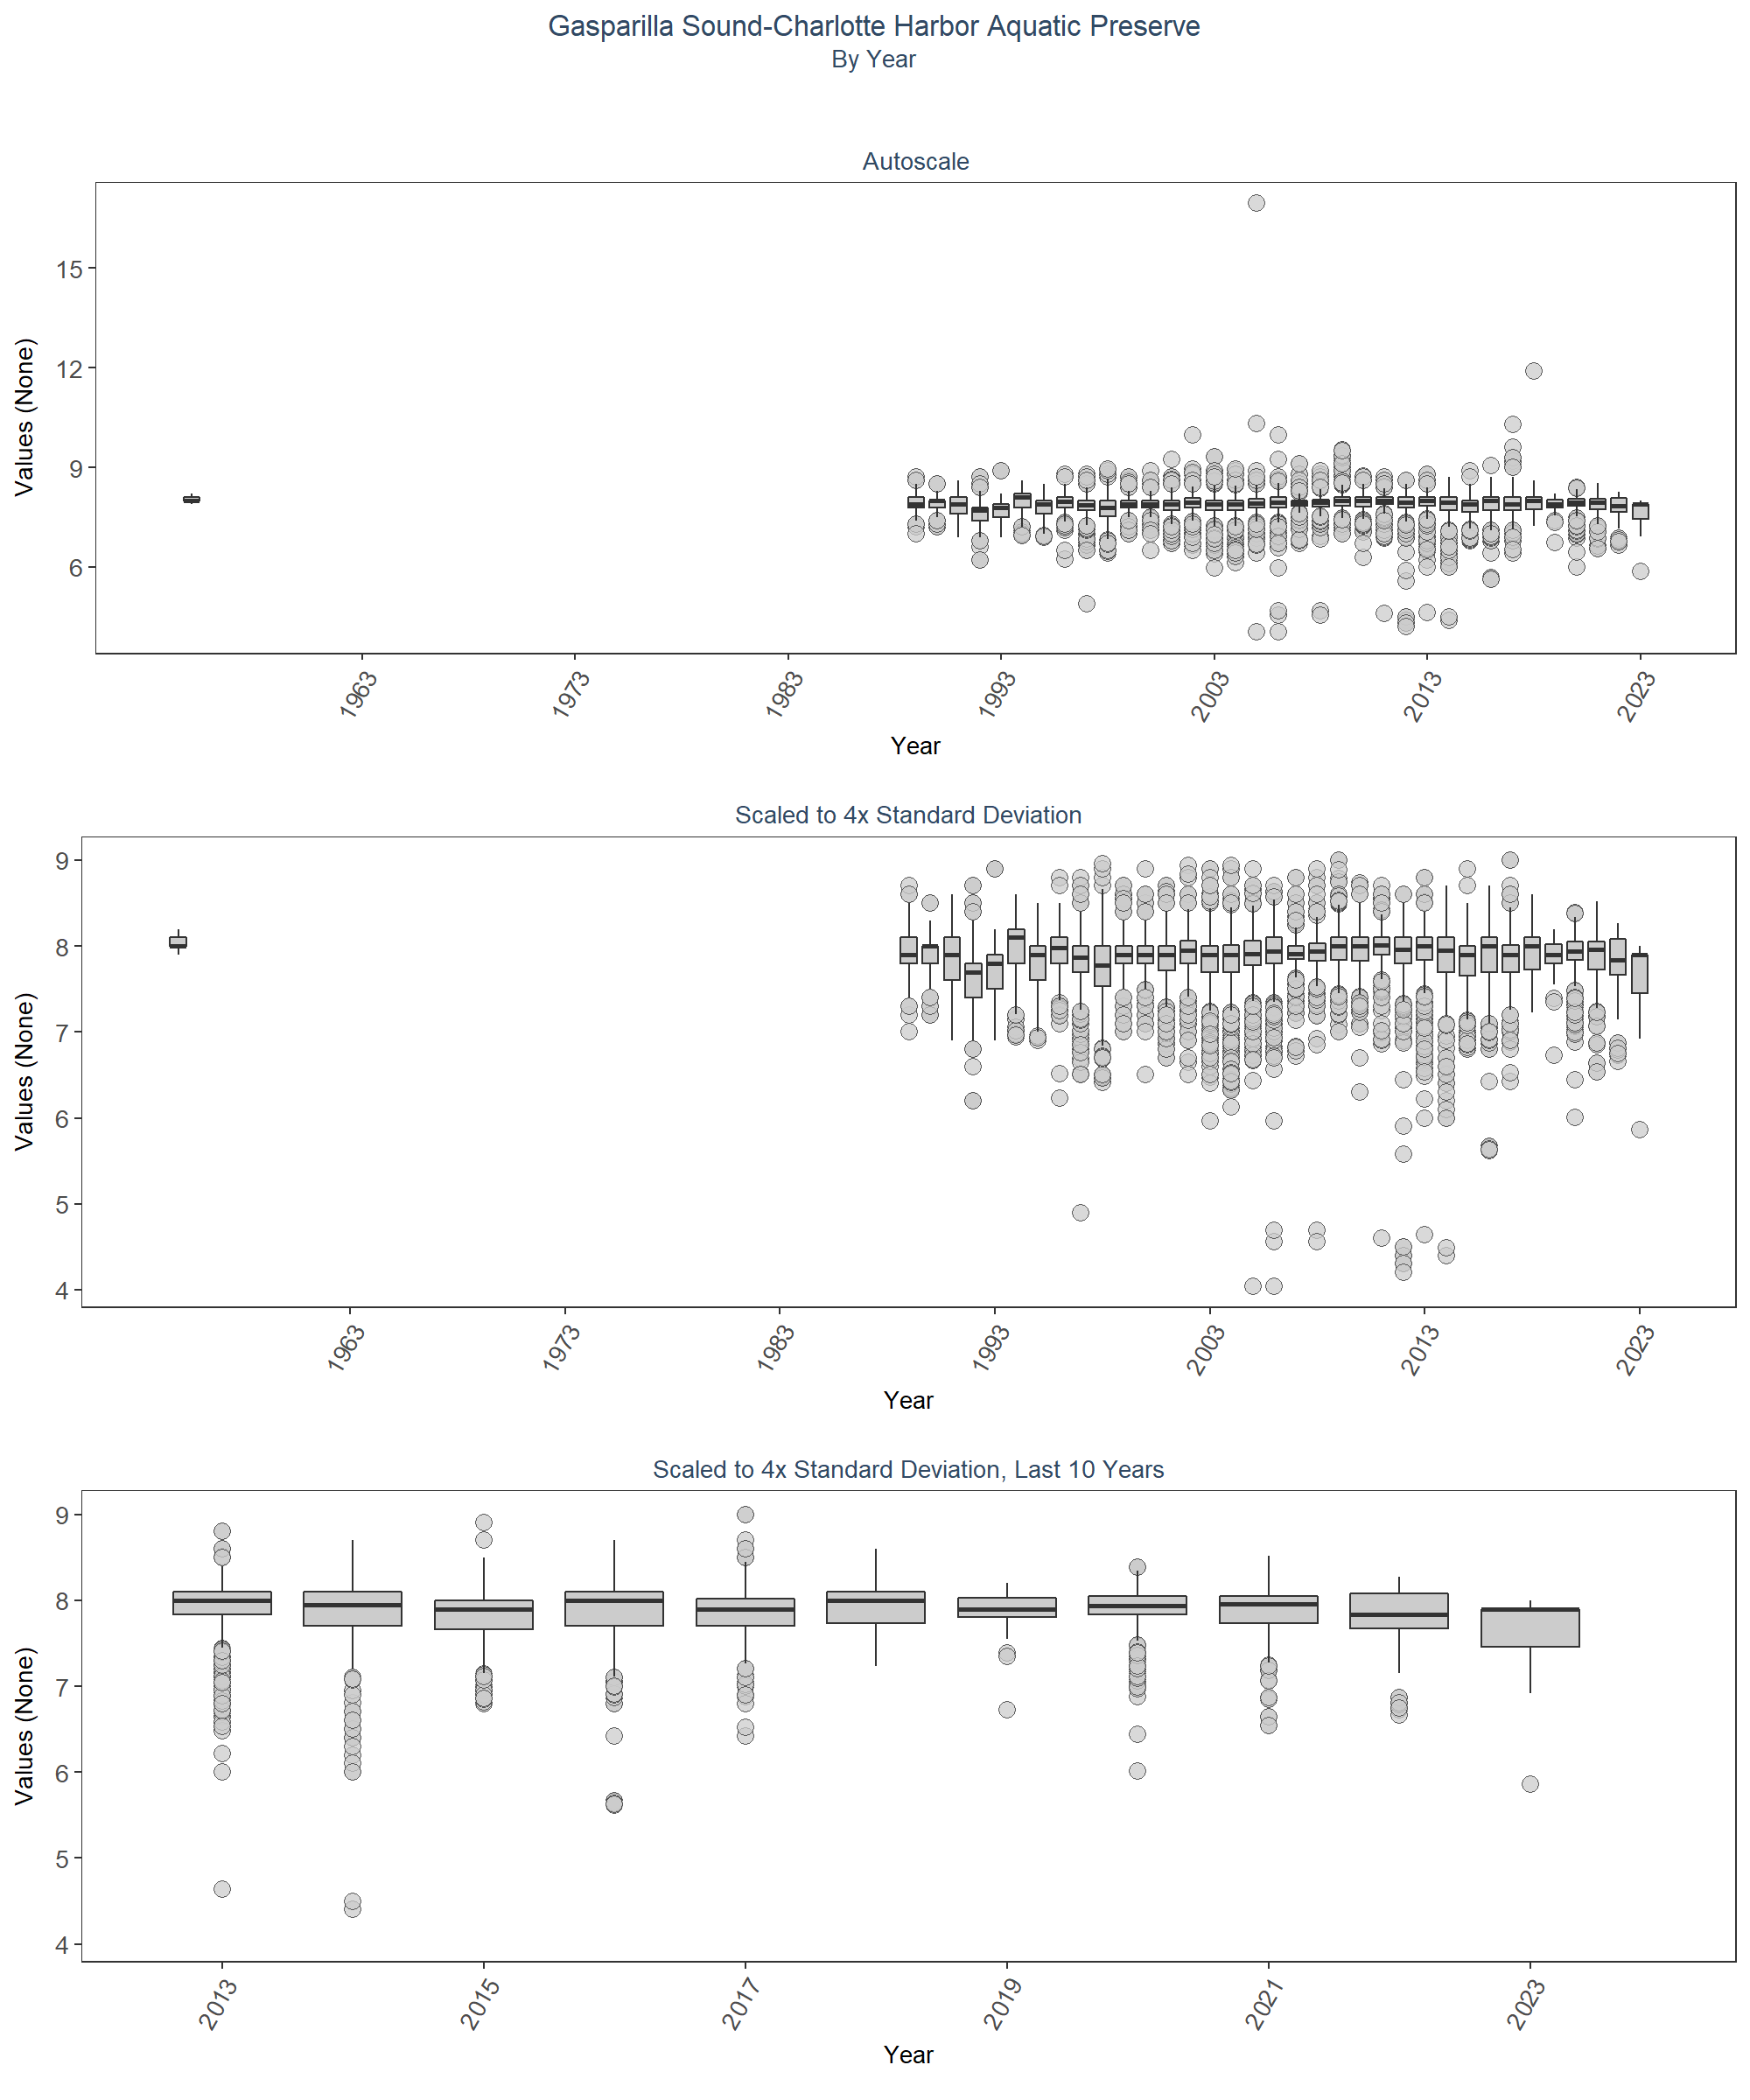 Gasparilla Sound-Charlotte Harbor Aquatic Preserve
By Year
Autoscale
Values (None)
15
12
9
6
1963 1973 1983 1993 2003 2013 2023
Year
Scaled to 4x Standard Deviation
Values (None)
9
8
7
6
5
4
1963 1973 1983 1993 2003 2013 2023
Year
Scaled to 4x Standard Deviation, Last 10 Years
Values (None)
9
8
7
6
5
4
2013 2015 2017 2019 2021 2023
Year